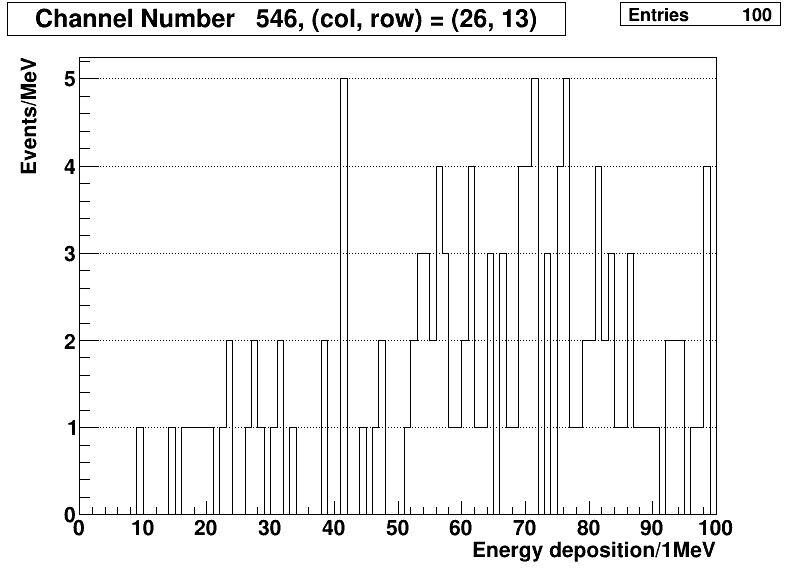 Channel Number 546, (col, row) = (26, 13)
Entries 100
Events/MeV
5
4
3
2
1
0
0 10 20 30 40 50 60 70 80 90 100
Energy deposition/1MeV